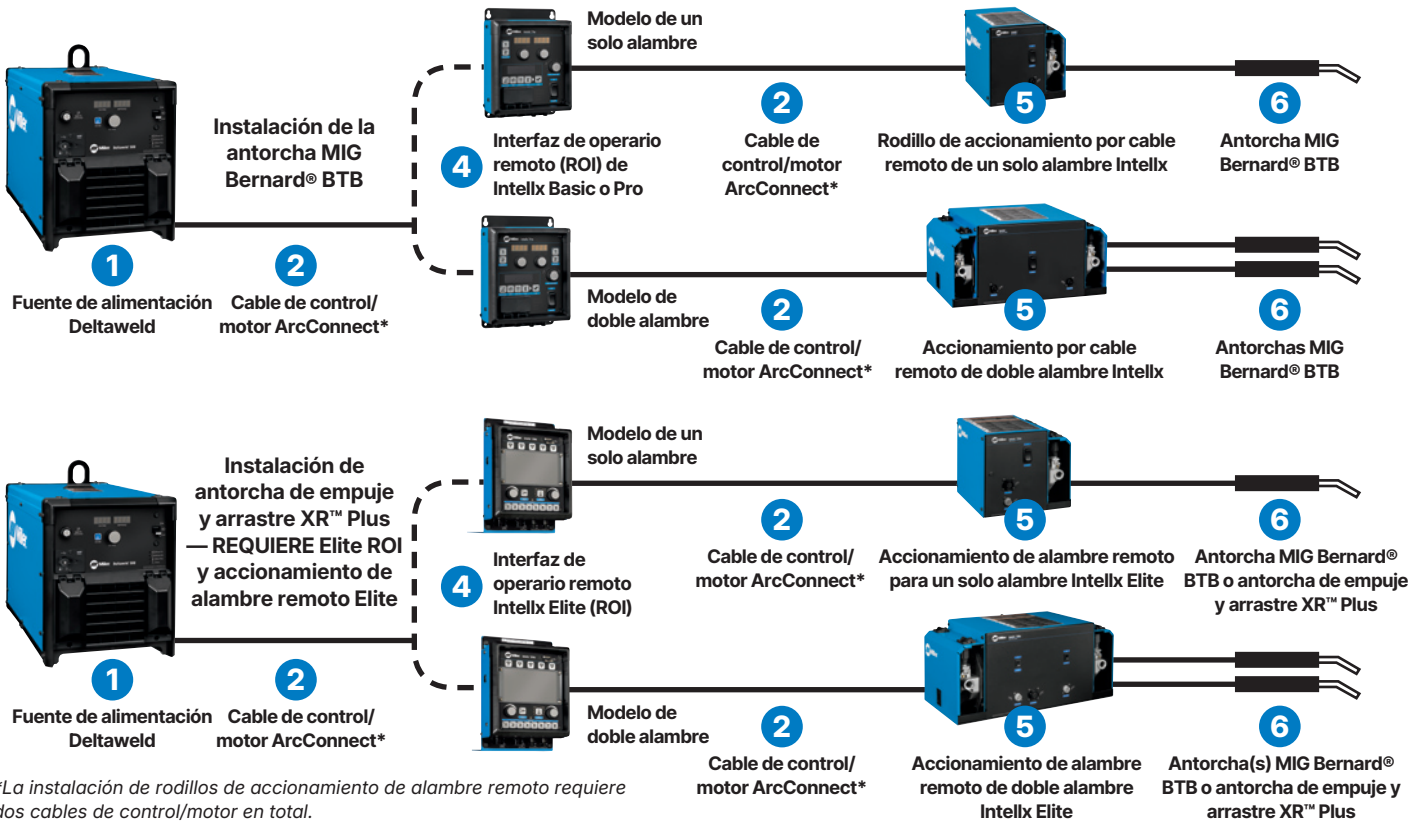 Instalación de la
antorcha MIG
Bernard® BTB
1
Fuente de alimentación
Deltaweld
2
Cable de control/
motor ArcConnect*
Modelo de un
solo alambre
4
Interfaz de operario
remoto (ROI) de
Intellx Basic o Pro
Modelo de
doble alambre
2
Cable de
control/motor
ArcConnect*
5
Rodillo de accionamiento por cable
remoto de un solo alambre Intellx
6
Antorcha MIG
Bernard® BTB
2
Cable de control/
motor ArcConnect*
5
Accionamiento por cable
remoto de doble alambre Intellx
6
Antorchas MIG
Bernard® BTB
Instalación de
antorcha de empuje
y arrastre XR™ Plus
— REQUIERE Elite ROI
y accionamiento de
alambre remoto Elite
1
Fuente de alimentación
Deltaweld
2
Cable de control/
motor ArcConnect*
Modelo de un
solo alambre
4
Interfaz de
operario remoto
Intellx Elite (ROI)
Modelo de
doble alambre
2
Cable de control/
motor ArcConnect*
5
Accionamiento de alambre remoto
para un solo alambre Intellx Elite
6
Antorcha MIG Bernard®
BTB o antorcha de empuje
y arrastre XR™ Plus
2
Cable de control/
motor ArcConnect*
5
Accionamiento de alambre
remoto de doble alambre
Intellx Elite
6
Antorcha(s) MIG Bernard®
BTB o antorcha de empuje y
arrastre XR™ Plus
*La instalación de rodillos de accionamiento de alambre remoto requiere
dos cables de control/motor en total.
Miller
Miller